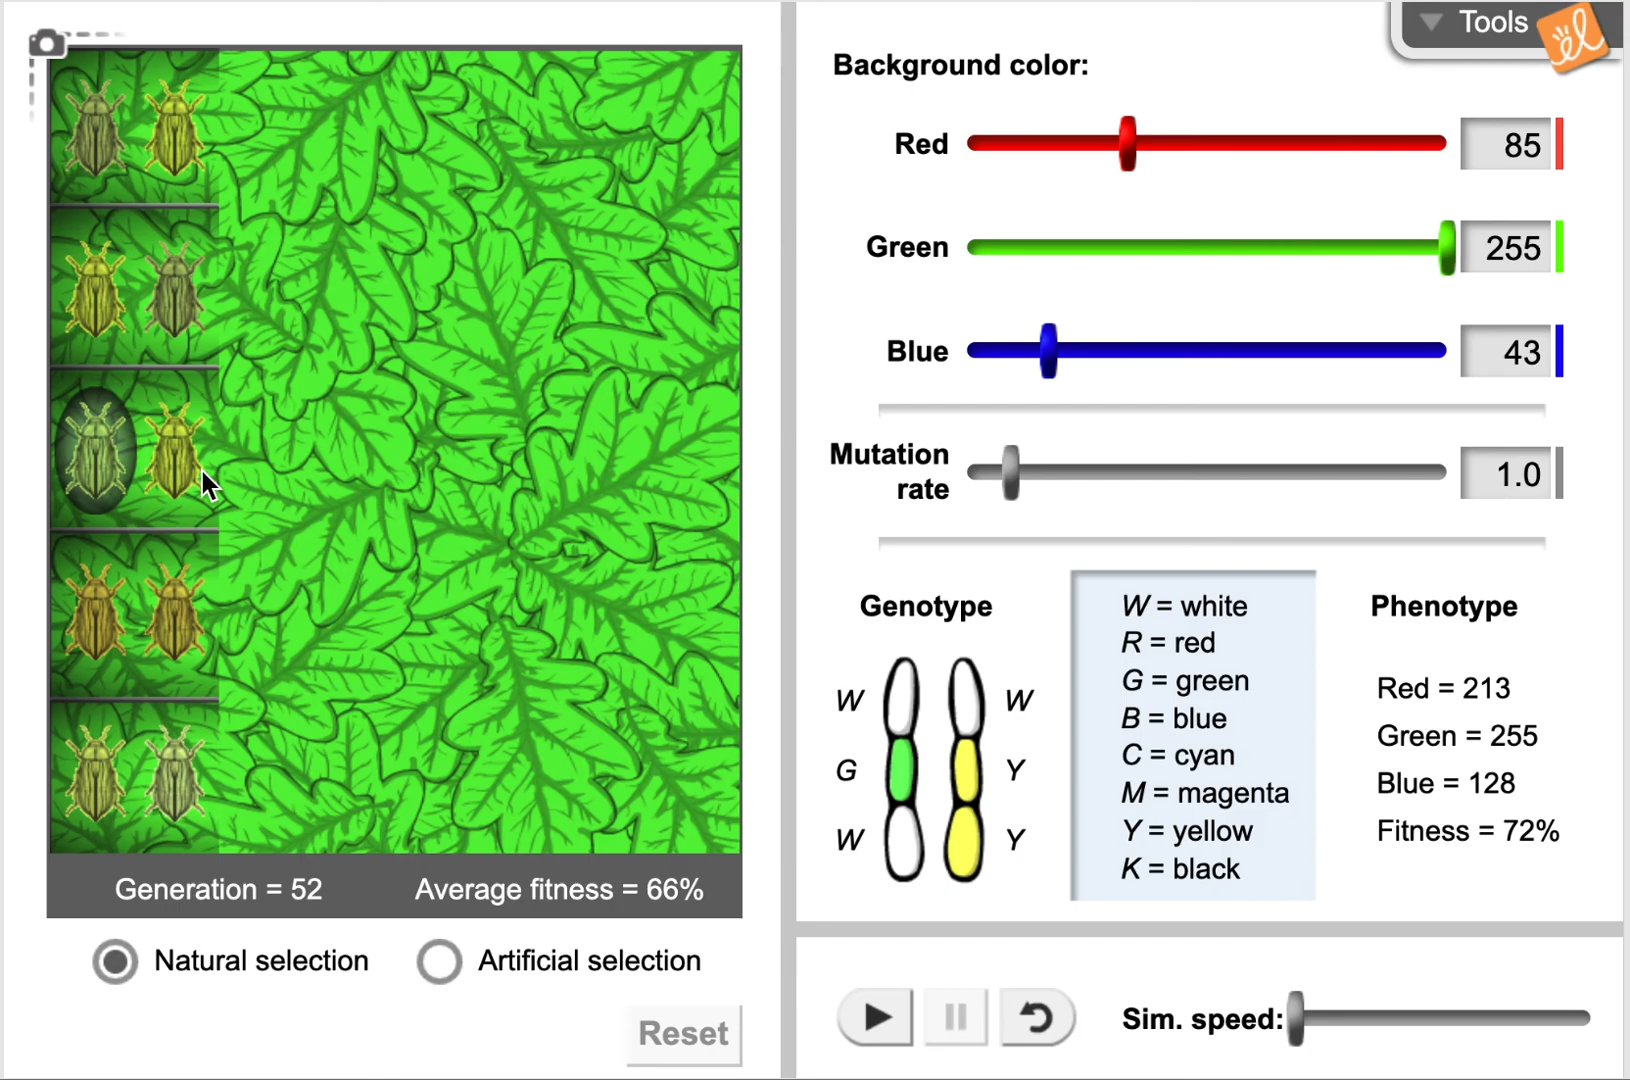 Tools
Background color:
Red 85
Green 255
Blue 43
Mutation
rate 1.0
Genotype
W W
G Y
W Y
W = white
R = red
G = green
B = blue
C = cyan
M = magenta
Y = yellow
K = black
Phenotype
Red = 213
Green = 255
Blue = 128
Fitness = 72%
Generation = 52 Average fitness = 66%
Natural selection Artificial selection
Reset
Sim. speed: